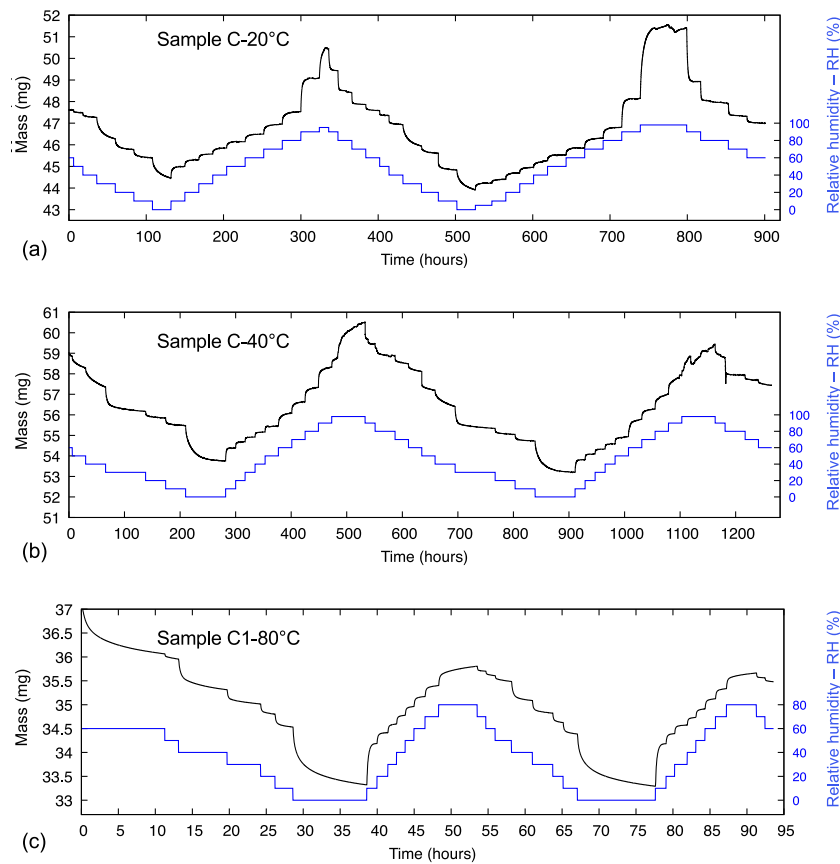 Sample C-20°C
Mass (mg)
52
51
50
49
48
47
46
45
44
43
Relative humidity – RH (%)
100
80
60
40
20
0
0 100 200 300 400 500 600 700 800 900
Time (hours)
(a)
Sample C-40°C
Mass (mg)
61
60
59
58
57
56
55
54
53
52
51
Relative humidity – RH (%)
100
80
60
40
20
0
0 100 200 300 400 500 600 700 800 900 1000 1100 1200
Time (hours)
(b)
Sample C1-80°C
Mass (mg)
37
36.5
36
35.5
35
34.5
34
33.5
33
Relative humidity – RH (%)
80
60
40
20
0
0 5 10 15 20 25 30 35 40 45 50 55 60 65 70 75 80 85 90 95
Time (hours)
(c)